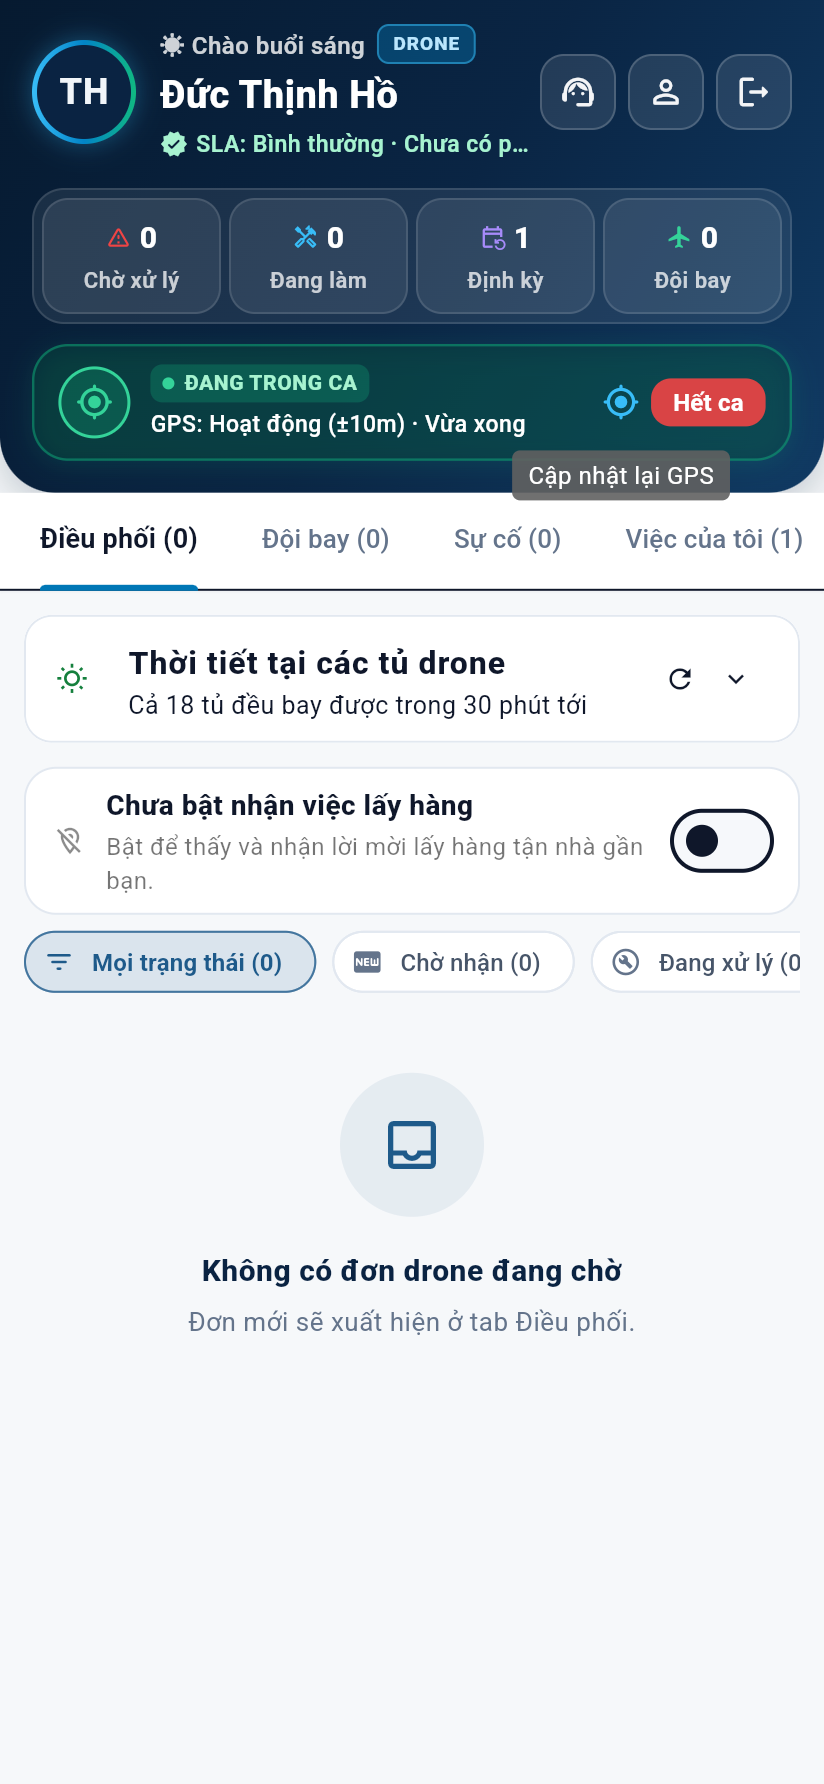 Chào buổi sáng DRONE
TH
Đức Thịnh Hồ
SLA: Bình thường · Chưa có p...
0 0 1 0
Chờ xử lý Đang làm Định kỳ Đội bay
ĐANG TRONG CA
GPS: Hoạt động (±10m) · Vừa xong
Hết ca
Cập nhật lại GPS
Điều phối (0) Đội bay (0) Sự cố (0) Việc của tôi (1)
Thời tiết tại các tủ drone
Cả 18 tủ đều bay được trong 30 phút tới
Chưa bật nhận việc lấy hàng
Bật để thấy và nhận lời mời lấy hàng tận nhà gần
bạn.
Mọi trạng thái (0) NEW Chờ nhận (0) Đang xử lý (0
Không có đơn drone đang chờ
Đơn mới sẽ xuất hiện ở tab Điều phối.